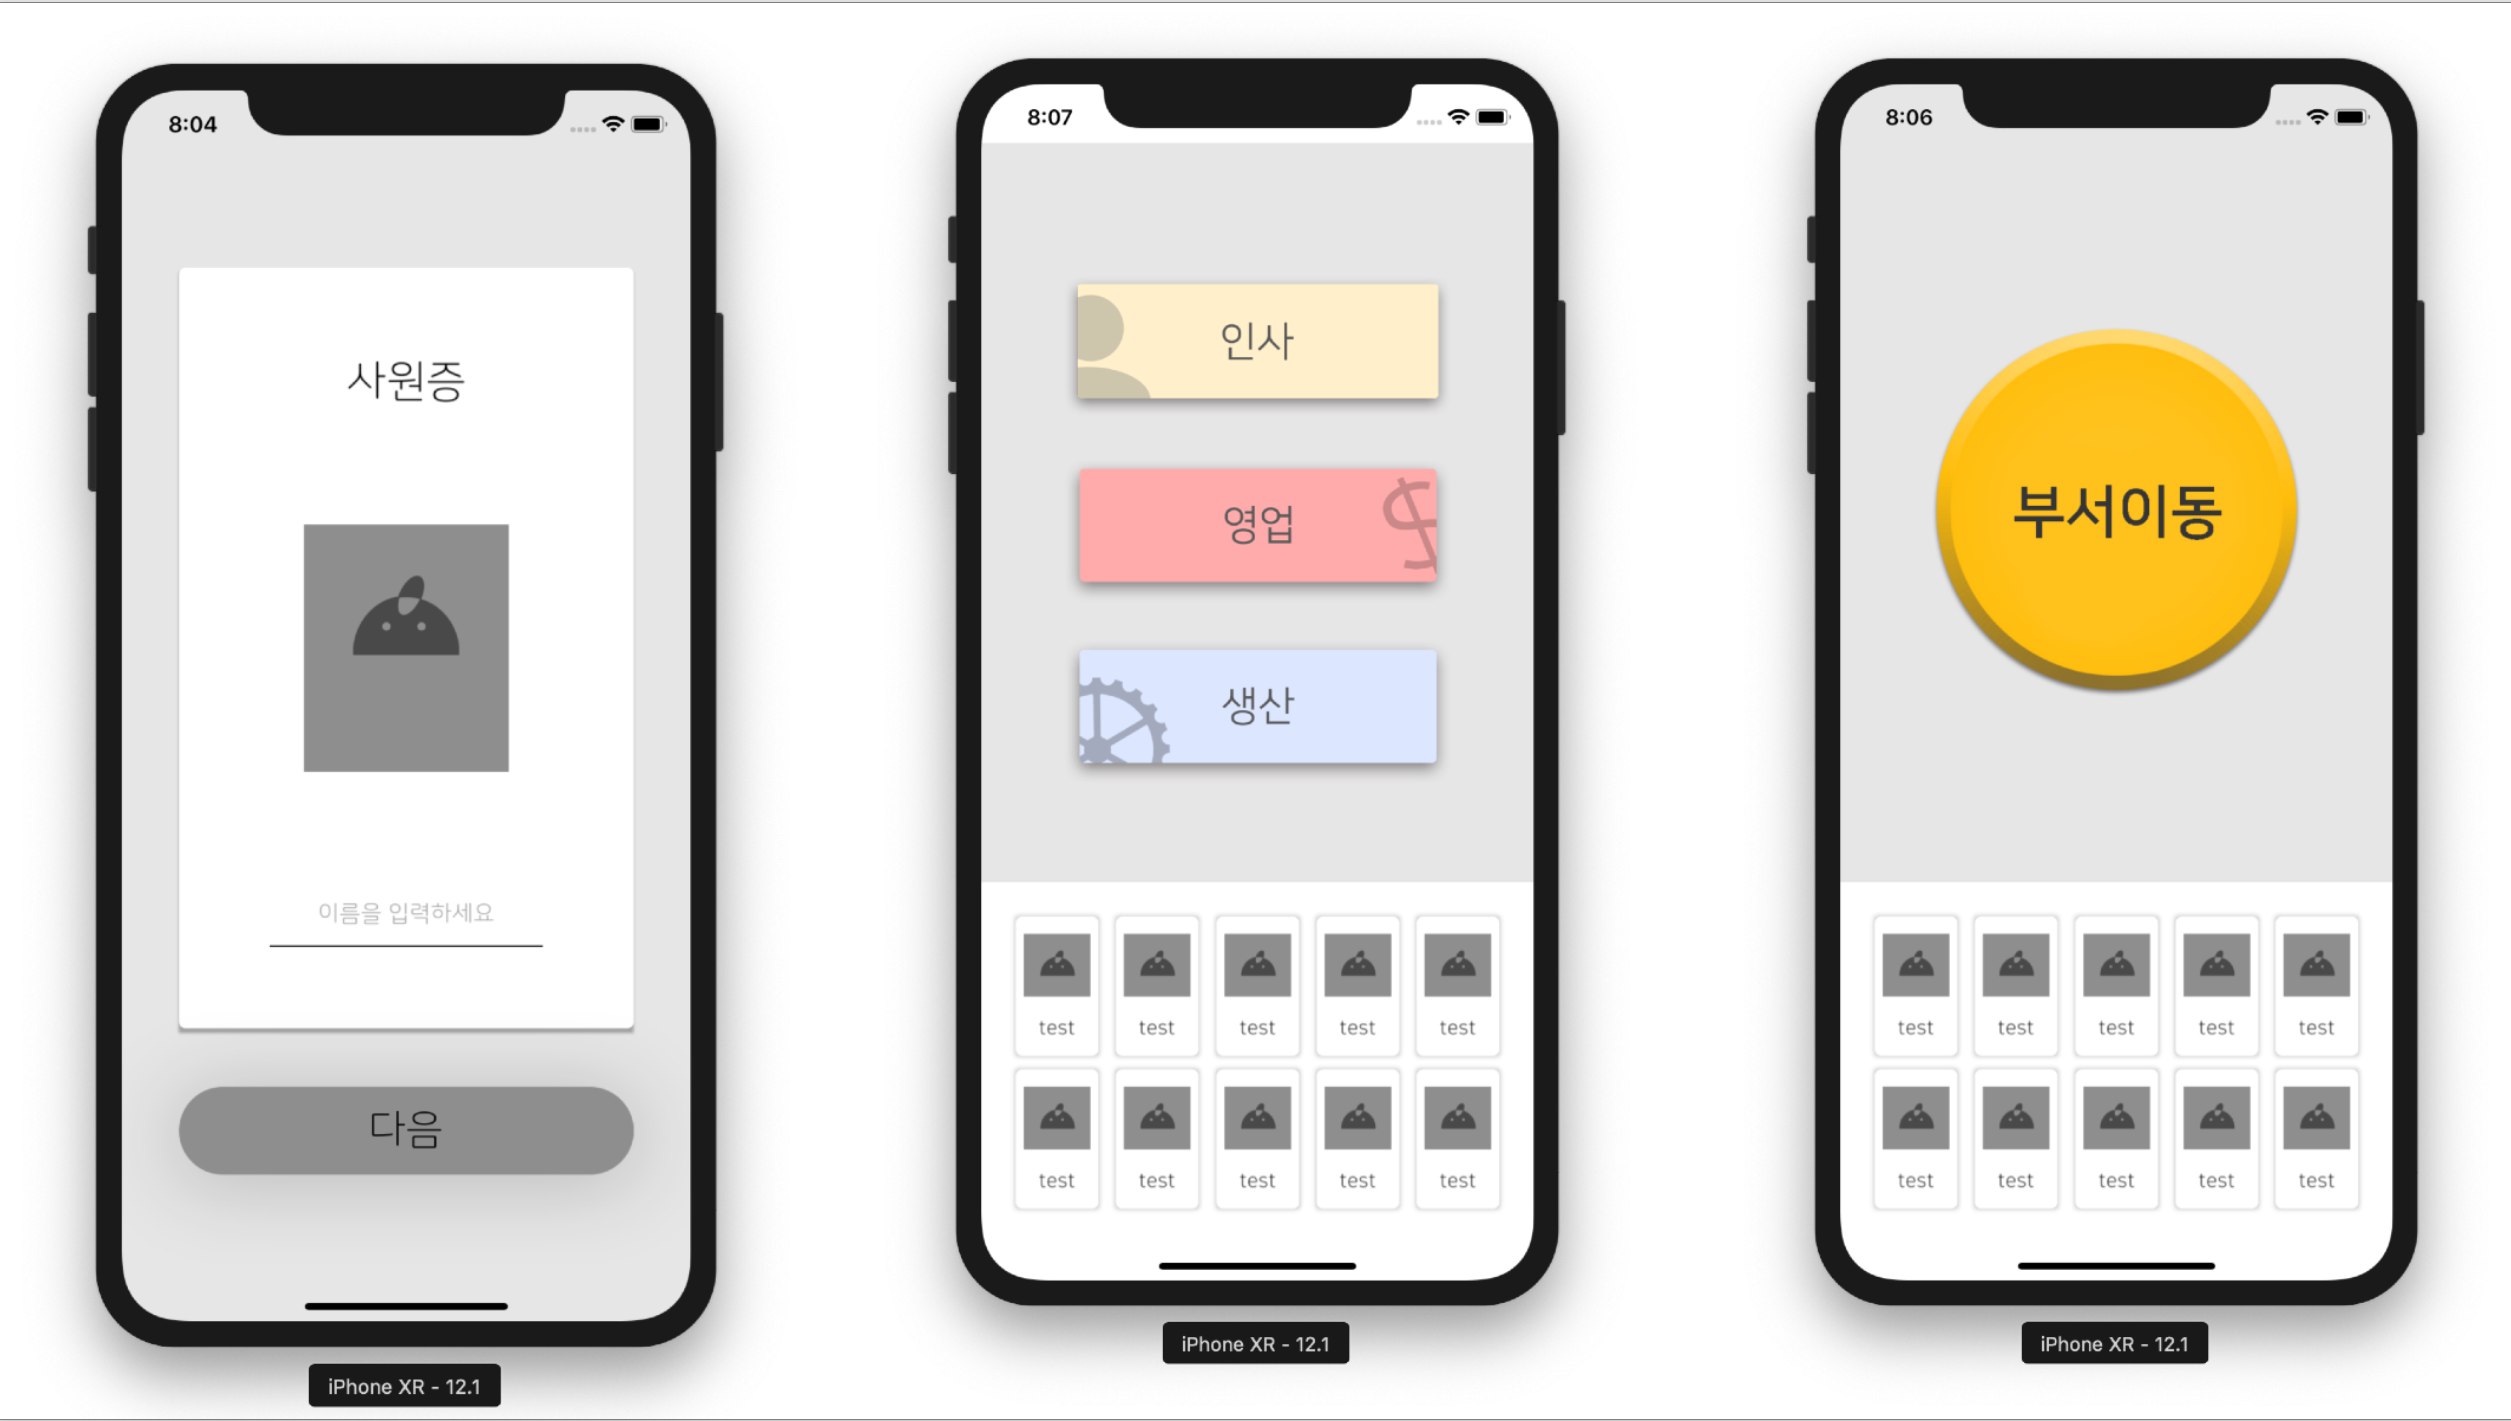 8:04
사원증
이름을 입력하세요
다음
iPhone XR - 12.1
8:07
인사
영업
생산
test test test test test
test test test test test
iPhone XR - 12.1
8:06
부서이동
test test test test test
test test test test test
iPhone XR - 12.1